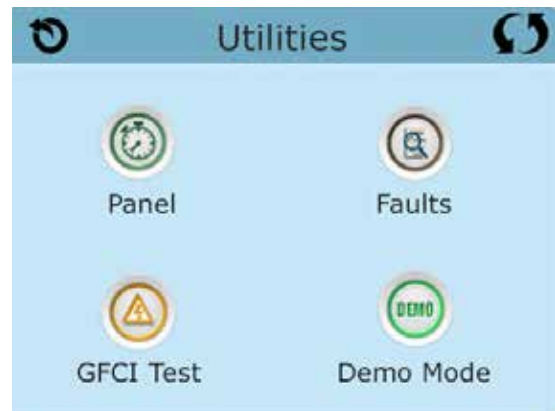 Utilities
Panel
Faults
DEMO
GFCI Test
Demo Mode